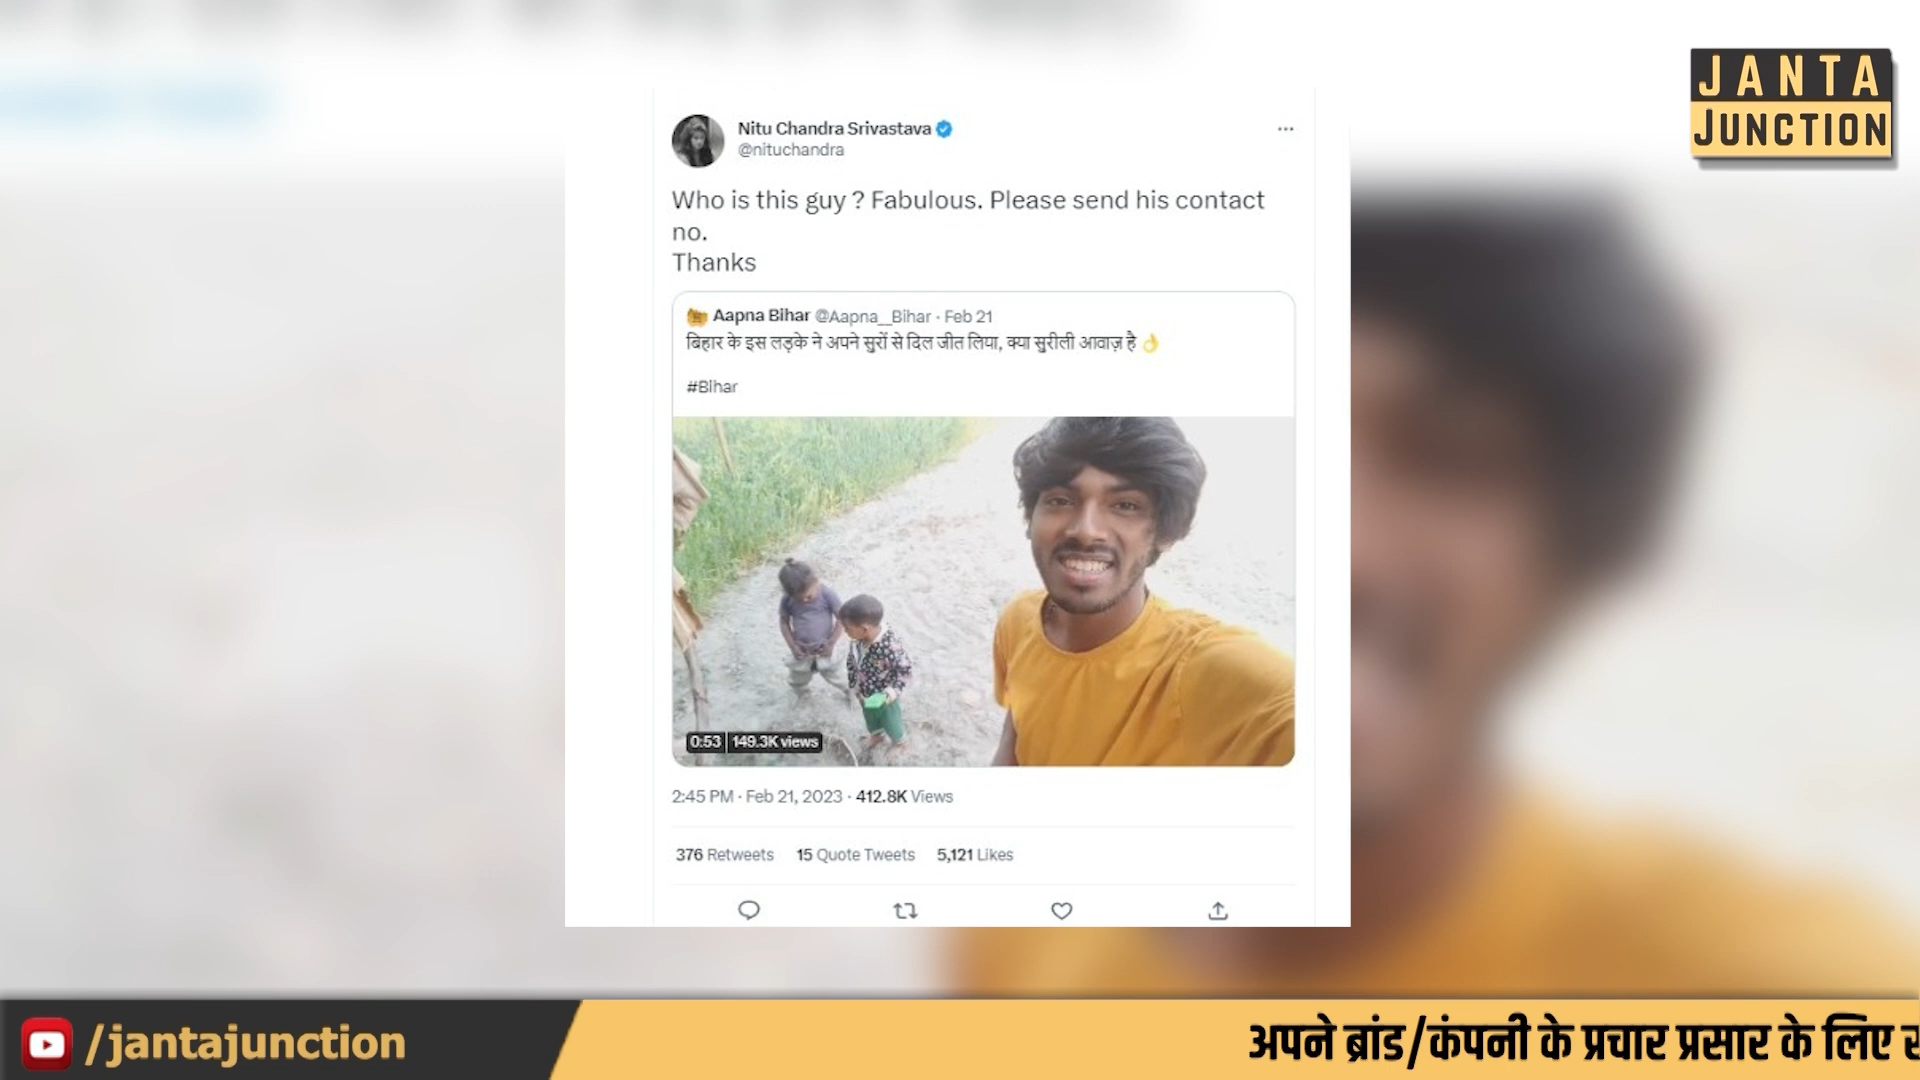 JANTA
JUNCTION
Nitu Chandra Srivastava
@nituchandra
Who is this guy ? Fabulous. Please send his contact
no.
Thanks
Aapna Bihar @Aapna__Bihar · Feb 21
बिहार के इस लड़के ने अपने सुरों से दिल जीत लिया, क्या सुरीली आवाज़ है 👌
#Bihar
0:53 149.3K views
2:45 PM · Feb 21, 2023 · 412.8K Views
376 Retweets 15 Quote Tweets 5,121 Likes
/jantajunction
अपने ब्रांड/कंपनी के प्रचार प्रसार के लिए